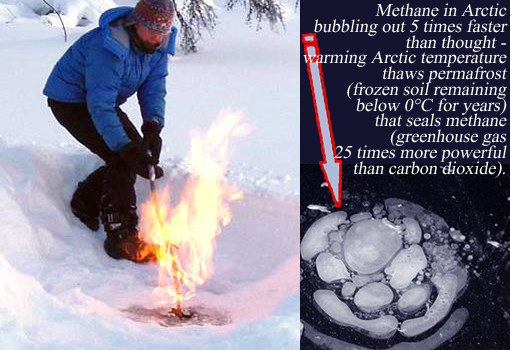 Methane in Arctic
bubbling out 5 times faster
than thought -
warming Arctic temperature
thaws permafrost
(frozen soil remaining
below 0°C for years)
that seals methane
(greenhouse gas
25 times more powerful
than carbon dioxide).